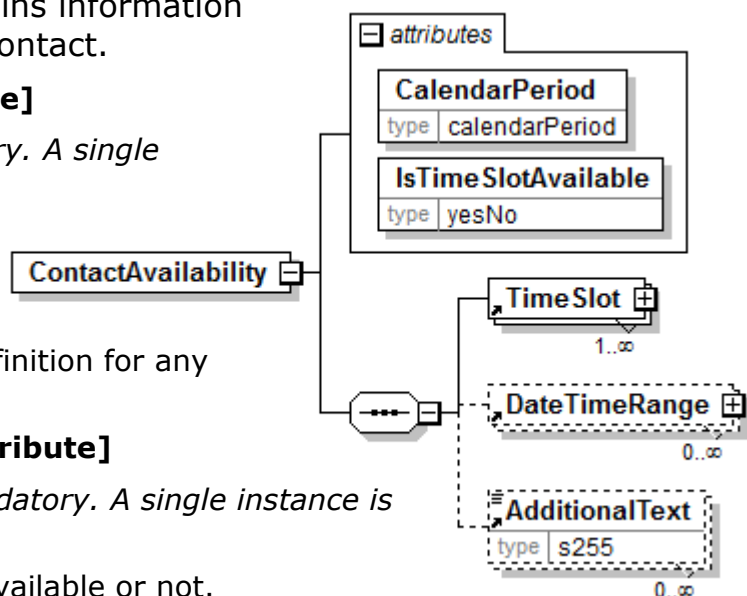 ins information
ontact.
e]
ry. A single
finition for any
ribute]
datory. A single instance is
vailable or not.
attributes
CalendarPeriod
type calendarPeriod
IsTimeSlotAvailable
type yesNo
ContactAvailability
TimeSlot
1..∞
DateTimeRange
0..∞
AdditionalText
type s255
0..∞